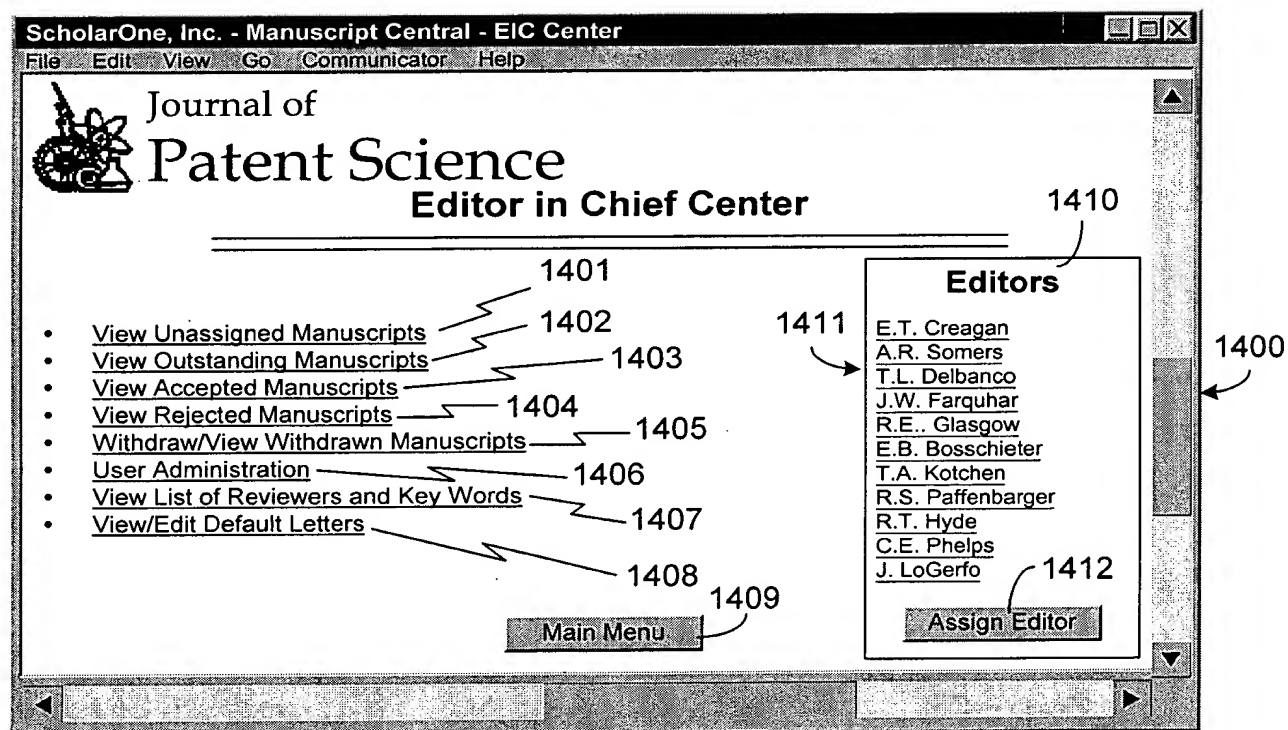 ScholarOne, Inc. - Manuscript Central - EIC Center
File Edit View Go Communicator Help
Journal of
Patent Science
Editor in Chief Center
1410
1401
View Unassigned Manuscripts
1402
View Outstanding Manuscripts
1403
View Accepted Manuscripts
1404
View Rejected Manuscripts
1405
Withdraw/View Withdrawn Manuscripts
1406
User Administration
View List of Reviewers and Key Words
1407
View/Edit Default Letters
1408
1409
Main Menu
Editors
1411
E.T. Creagan
A.R. Somers
T.L. Delbanco
J.W. Farquhar
R.E.. Glasgow
E.B. Bosschieter
T.A. Kotchen
R.S. Paffenbarger
R.T. Hyde
C.E. Phelps
J. LoGerfo
1412
Assign Editor
1400